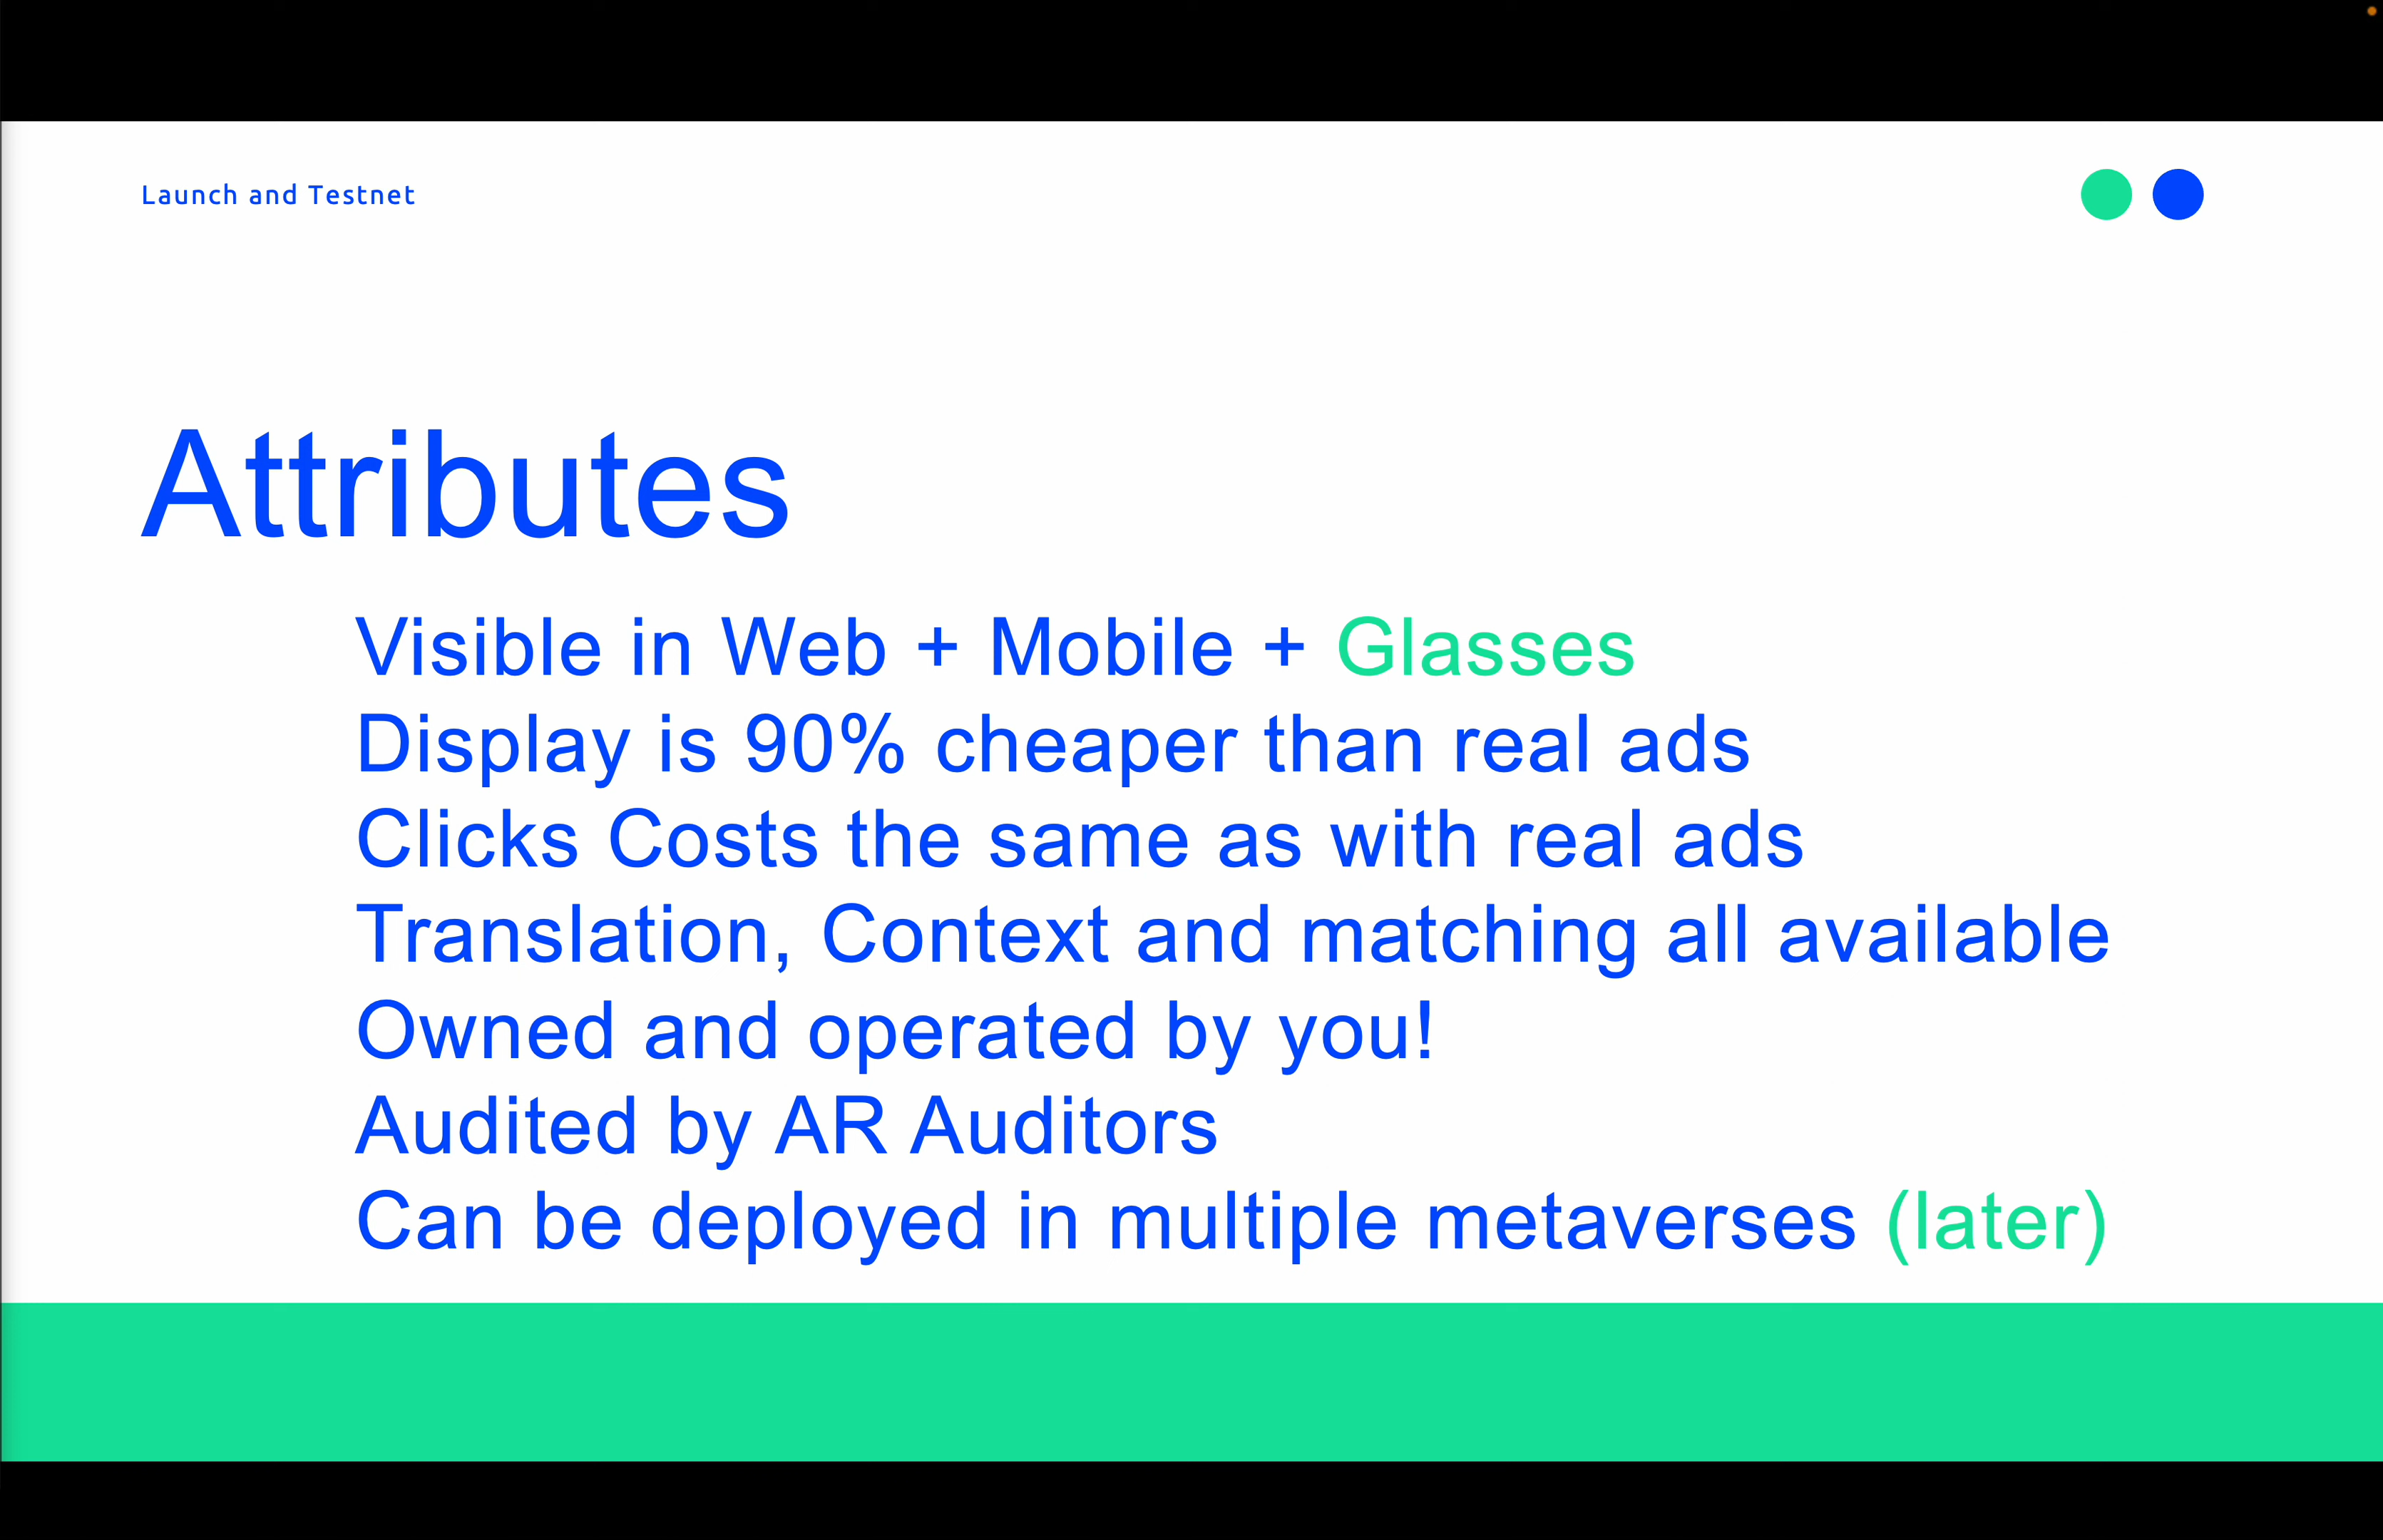 Launch and Testnet
Attributes
Visible in Web + Mobile + Glasses
Display is 90% cheaper than real ads
Clicks Costs the same as with real ads
Translation, Context and matching all available
Owned and operated by you!
Audited by AR Auditors
Can be deployed in multiple metaverses (later)